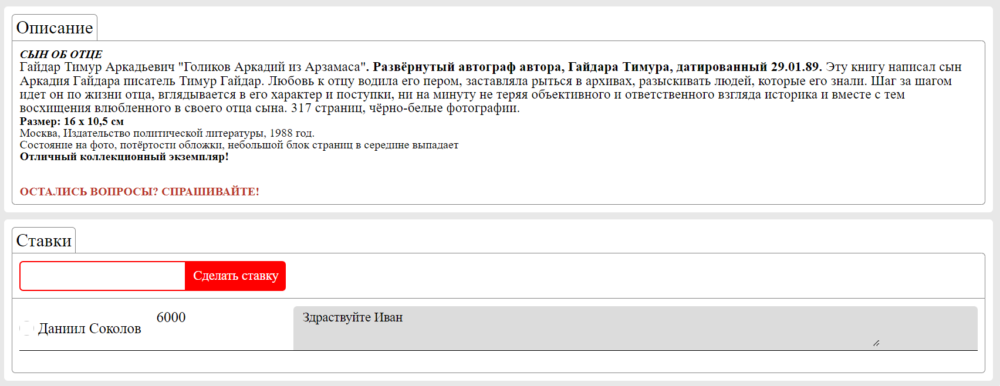 Описание
СЫН ОБ ОТЦЕ
Гайдар Тимур Аркадьевич "Голиков Аркадий из Арзамаса". Развёрнутый автограф автора, Гайдара Тимура, датированный 29.01.89. Эту книгу написал сын
Аркадия Гайдара писатель Тимур Гайдар. Любовь к отцу водила его пером, заставляла рыться в архивах, разыскивать людей, которые его знали. Шаг за шагом
идет он по жизни отца, вглядывается в его характер и поступки, ни на минуту не теряя объективного и ответственного взгляда историка и вместе с тем
восхищения влюбленного в своего отца сына. 317 страниц, чёрно-белые фотографии.
Размер: 16 х 10,5 см
Москва, Издательство политической литературы, 1988 год.
Состояние на фото, потёртости обложки, небольшой блок страниц в середине выпадает
Отличный коллекционный экземпляр!
ОСТАЛИСЬ ВОПРОСЫ? СПРАШИВАЙТЕ!
Ставки
Сделать ставку
Даниил Соколов 6000 Здраствуйте Иван